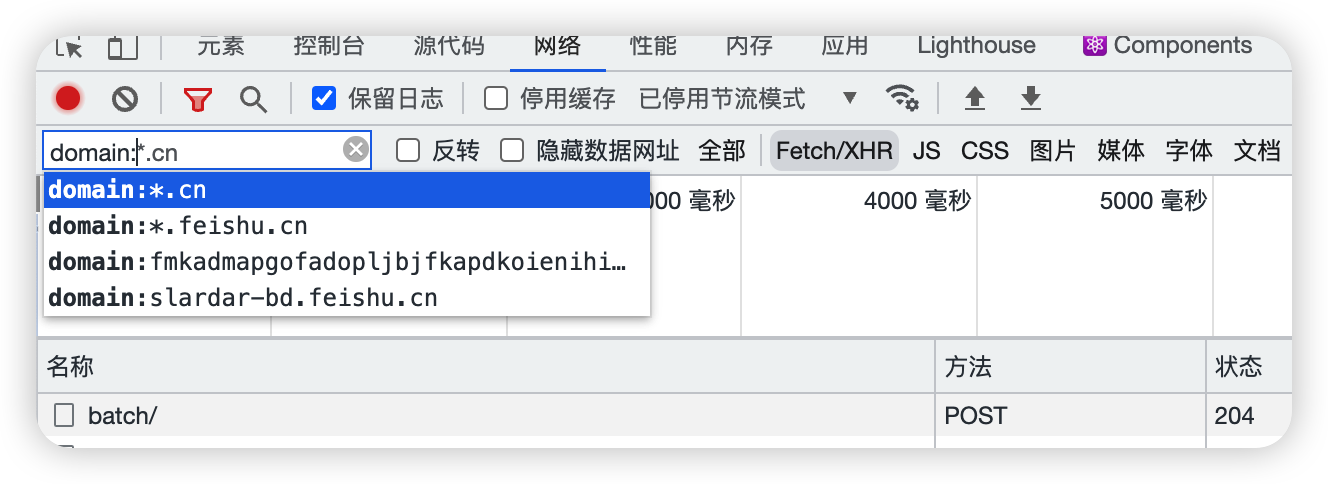 元素 控制台 源代码 网络 性能 内存 应用 Lighthouse Components
保留日志 停用缓存 已停用节流模式
domain:*.cn 反转 隐藏数据网址 全部 Fetch/XHR JS CSS 图片 媒体 字体 文档
domain:*.cn
00 毫秒 4000 毫秒 5000 毫秒
domain:*.feishu.cn
domain:fmkadmapgofadopljbjfkapdkoienihi…
domain:slardar-bd.feishu.cn
名称 方法 状态
batch/ POST 204